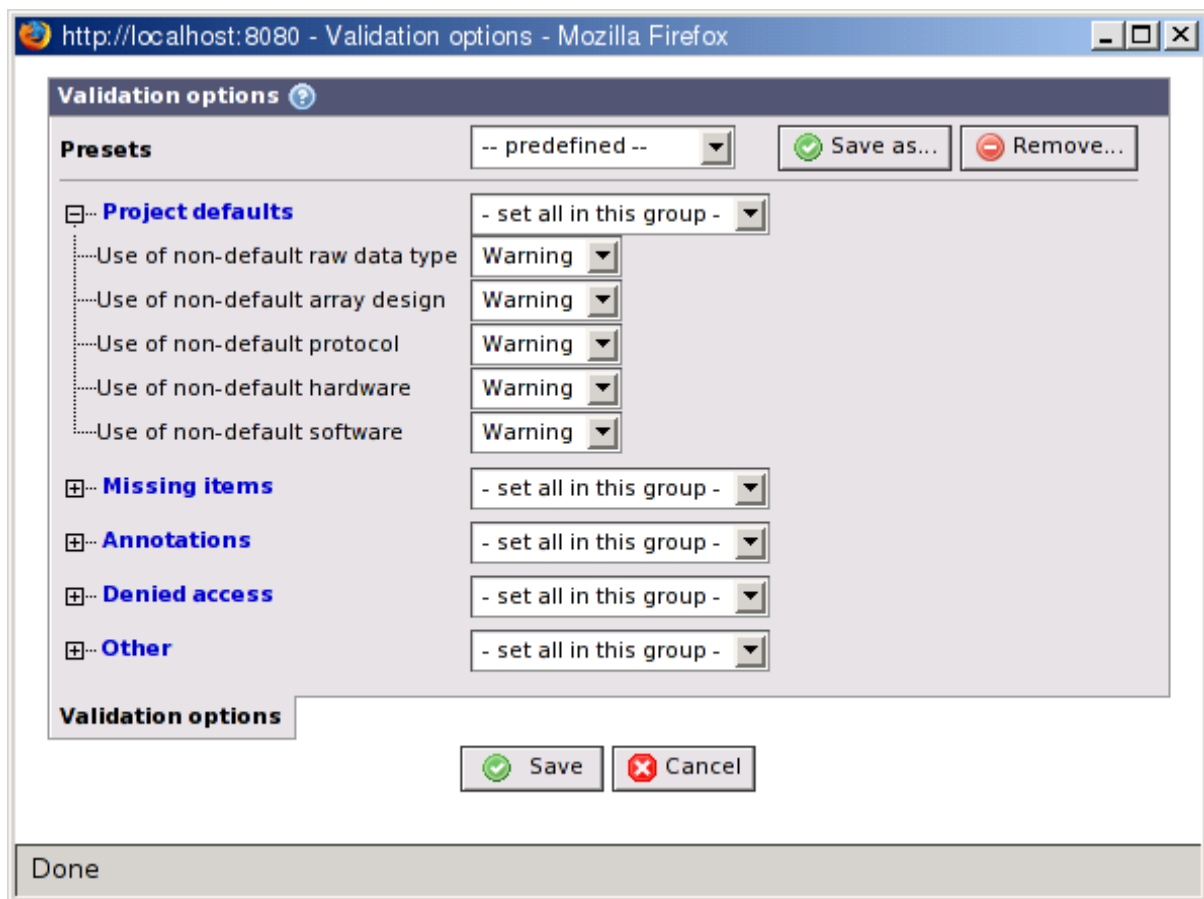 http://localhost:8080 - Validation options - Mozilla Firefox
Validation options ?
Presets -- predefined -- Save as... Remove...
Project defaults - set all in this group -
Use of non-default raw data type Warning
Use of non-default array design Warning
Use of non-default protocol Warning
Use of non-default hardware Warning
Use of non-default software Warning
Missing items - set all in this group -
Annotations - set all in this group -
Denied access - set all in this group -
Other - set all in this group -
Validation options
Save Cancel
Done